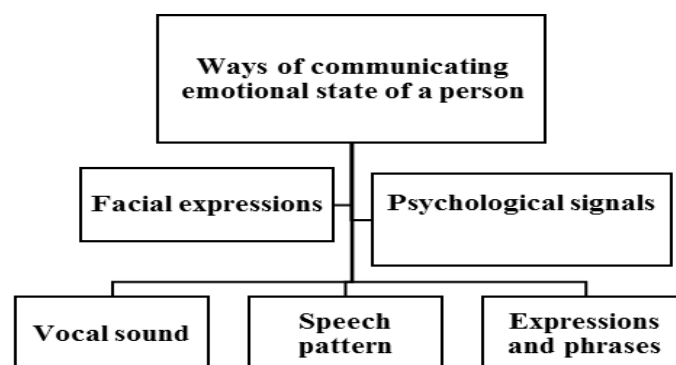 Ways of communicating
emotional state of a person
Facial expressions
Psychological signals
Vocal sound
Speech
pattern
Expressions
and phrases